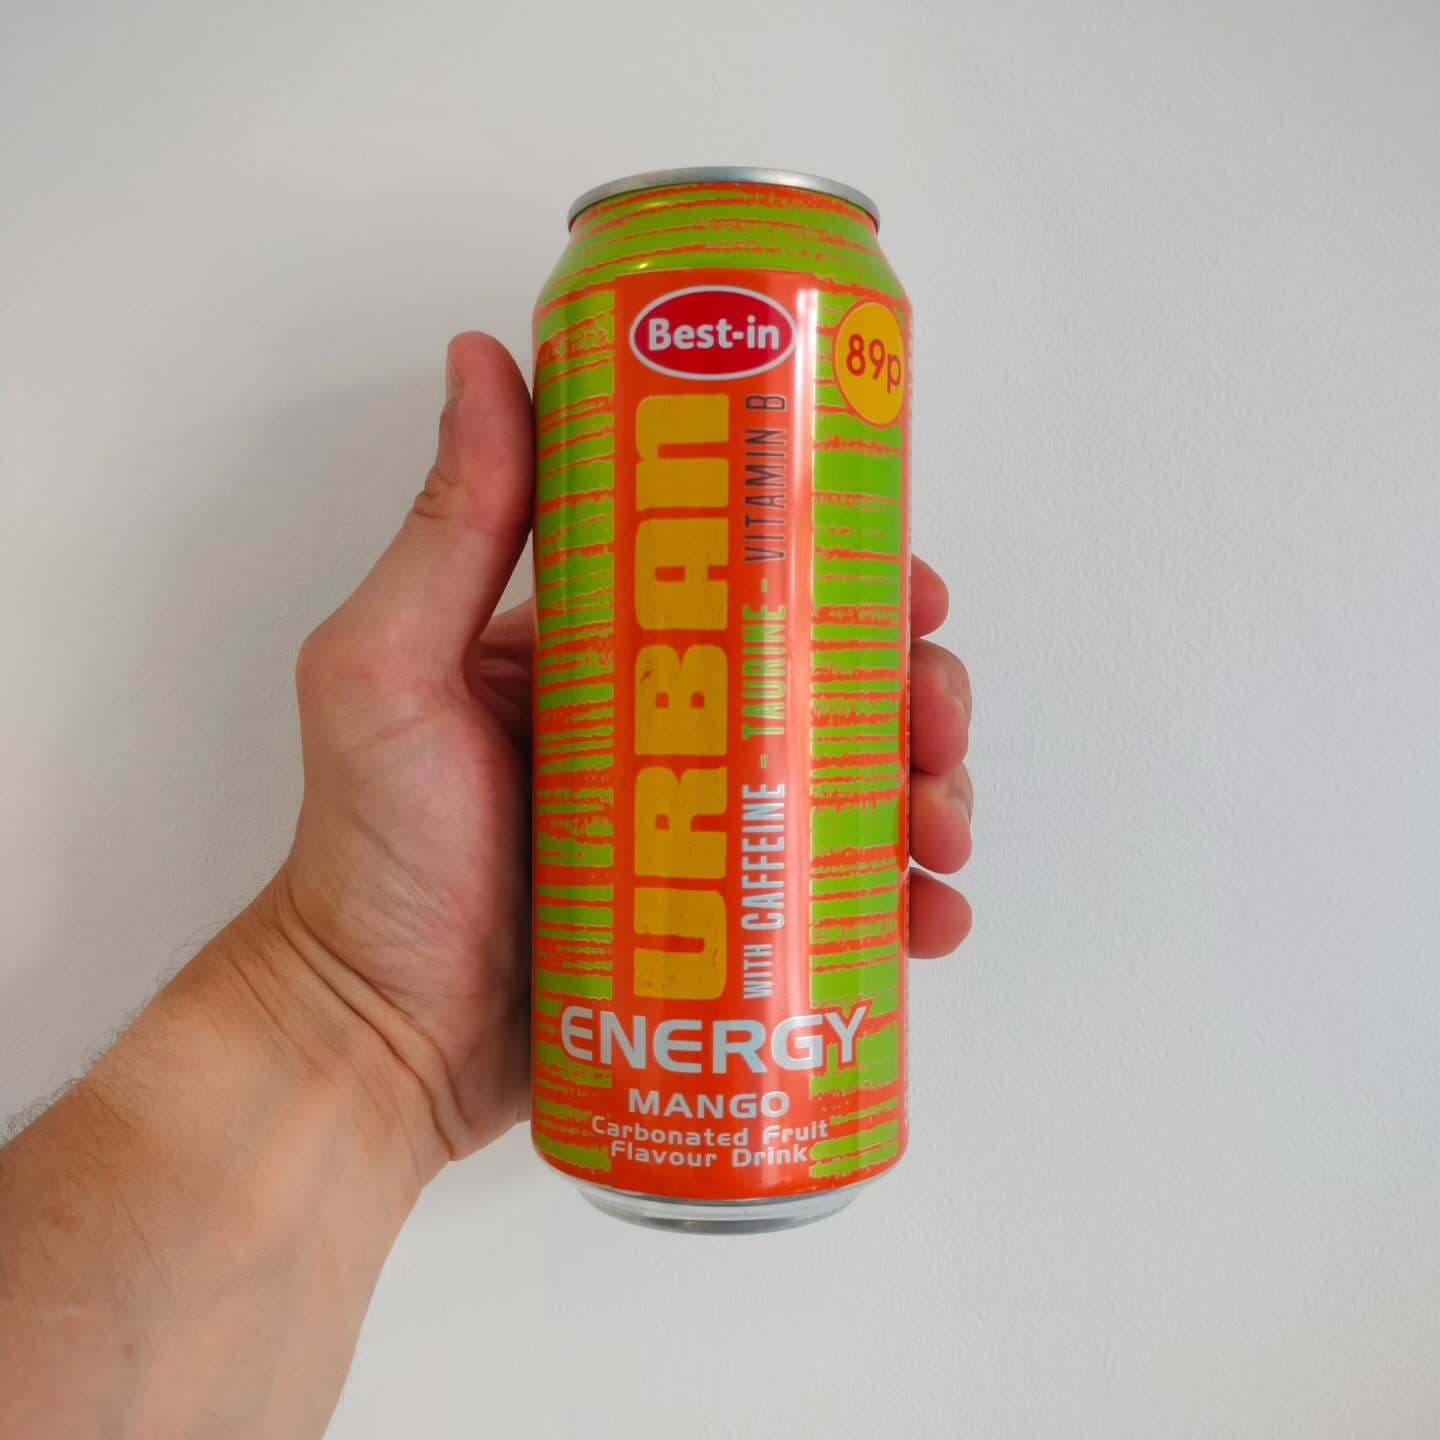 Best-in
89p
URBAN
WITH CAFFEINE - TAURINE - VITAMIN B
ENERGY
MANGO
Carbonated Fruit
Flavour Drink